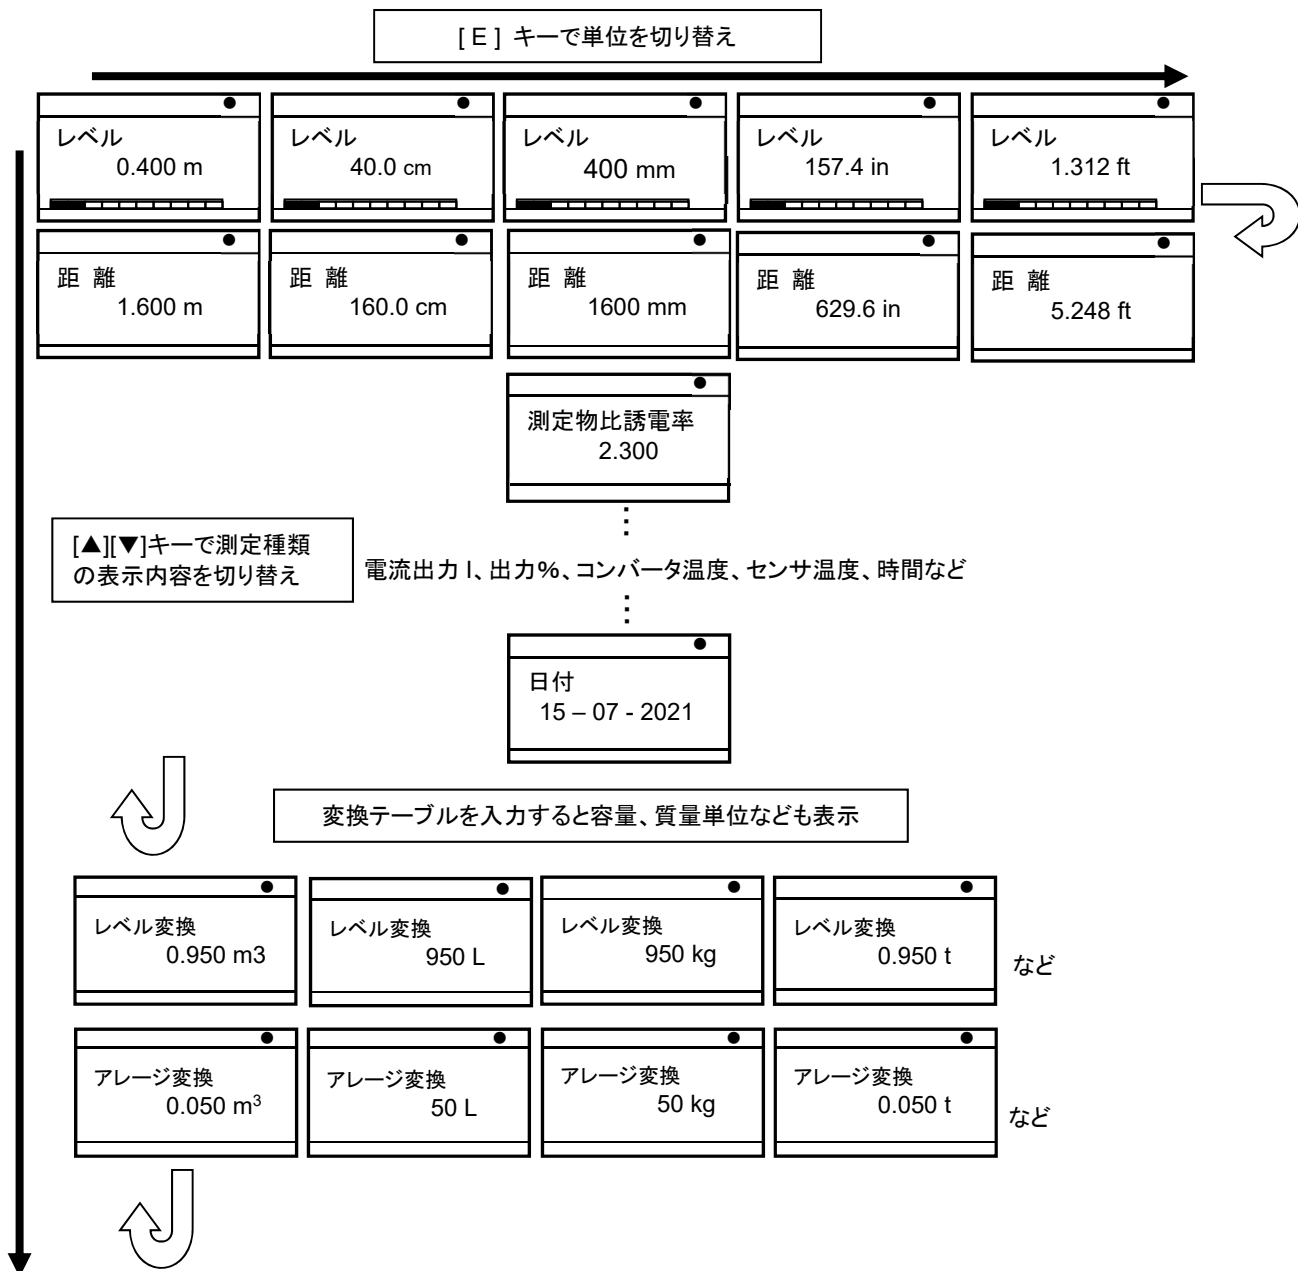 [ E ] キーで単位を切り替え
レベル
0.400 m
レベル
40.0 cm
レベル
400 mm
レベル
157.4 in
レベル
1.312 ft
距 離
1.600 m
距 離
160.0 cm
距 離
1600 mm
距 離
629.6 in
距 離
5.248 ft
測定物比誘電率
2.300
[▲][▼]キーで測定種類
の表示内容を切り替え
電流出力 I、出力%、コンバータ温度、センサ温度、時間など
日付
15 – 07 - 2021
変換テーブルを入力すると容量、質量単位なども表示
レベル変換
0.950 m3
レベル変換
950 L
レベル変換
950 kg
レベル変換
0.950 t
など
アレージ変換
0.050 m³
アレージ変換
50 L
アレージ変換
50 kg
アレージ変換
0.050 t
など